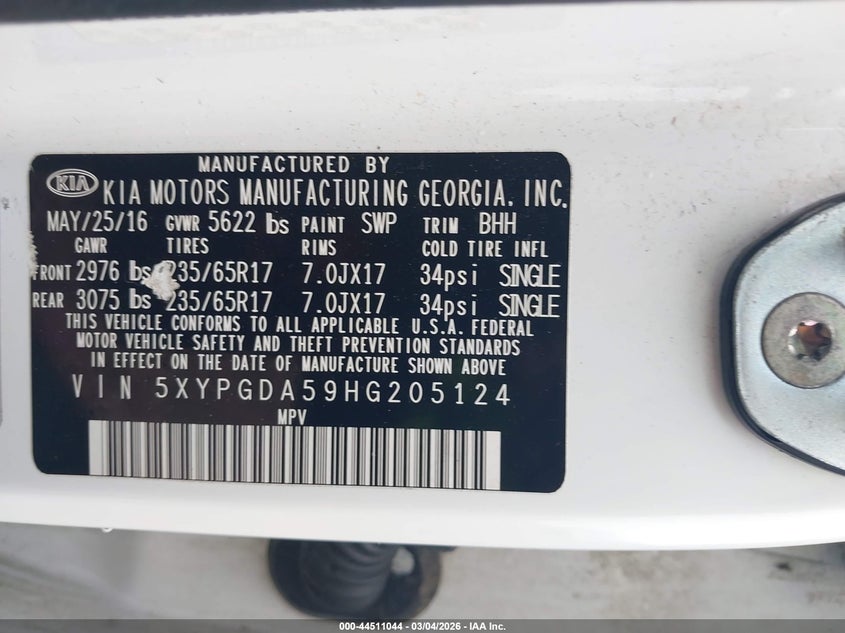 MANUFACTURED BY
KIA KIA MOTORS MANUFACTURING GEORGIA, INC.
MAY/25/16 GVWR 5622 lbs PAINT SWP TRIM BHH
GAWR TIRES RIMS COLD TIRE INFL
FRONT 2976 lbs 235/65R17 7.0JX17 34psi SINGLE
REAR 3075 lbs 235/65R17 7.0JX17 34psi SINGLE
THIS VEHICLE CONFORMS TO ALL APPLICABLE U.S.A. FEDERAL
MOTOR VEHICLE SAFETY AND THEFT PREVENTION STANDARDS
IN EFFECT ON THE DATE OF MANUFACTURE SHOWN ABOVE
VIN 5XYPGDA59HG205124
MPV
000-44511044 - 03/04/2026 - IAA Inc.